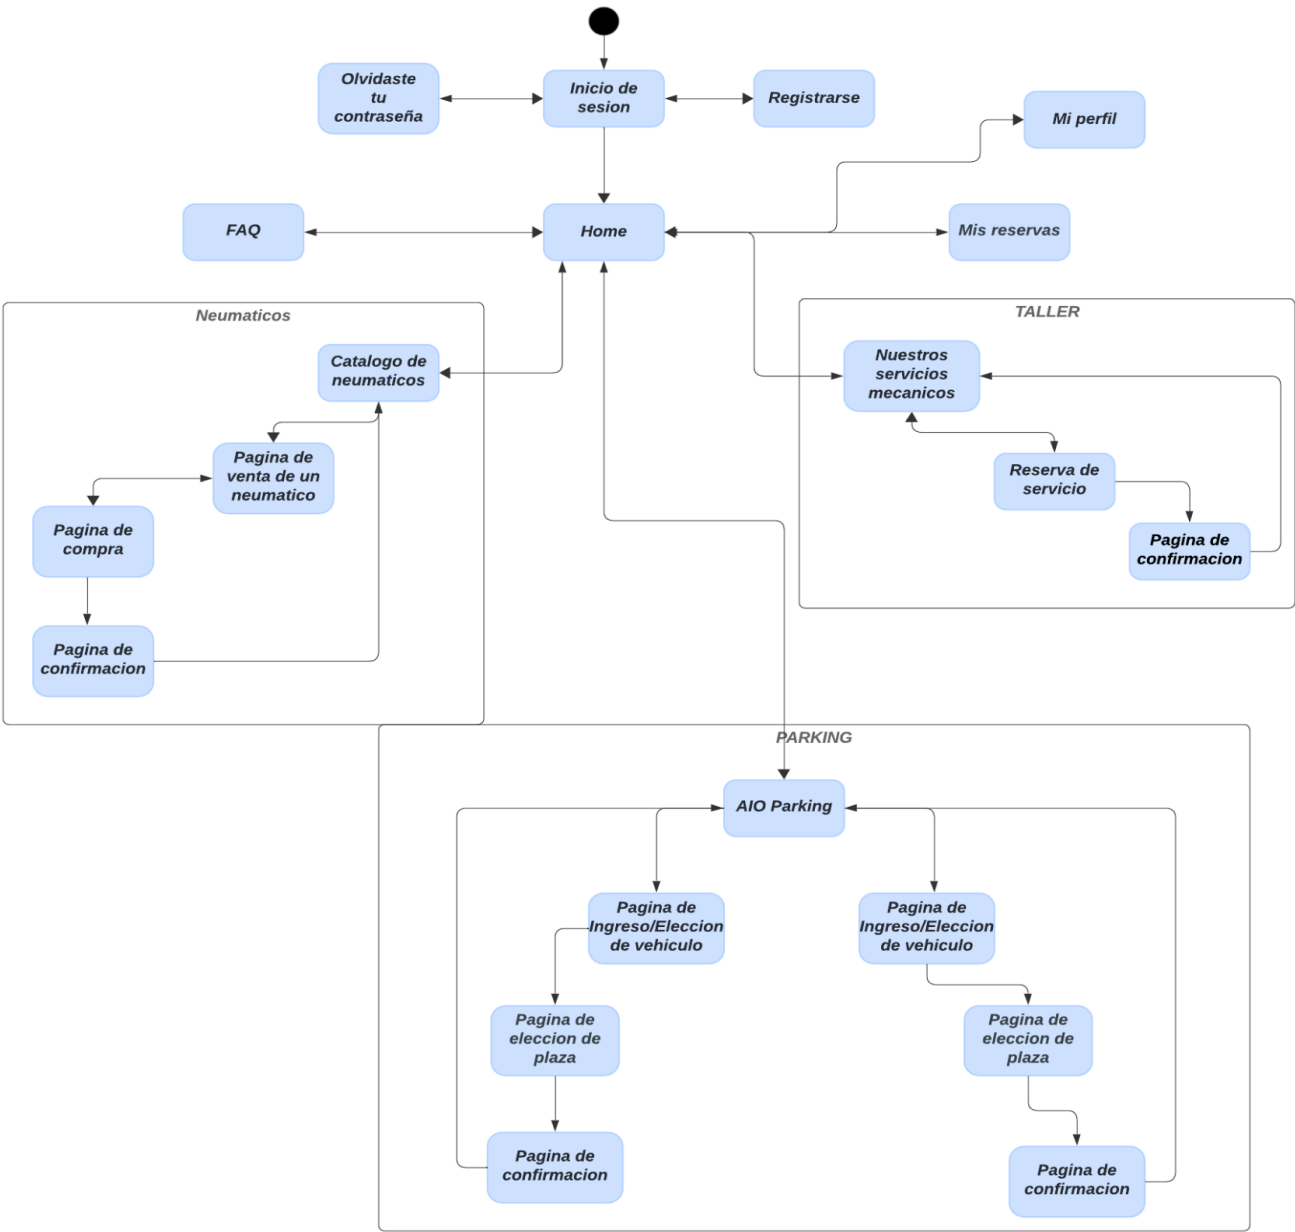 Olvidaste
tu
contraseña
Inicio de
sesion
Registrarse
Mi perfil
FAQ
Home
Mis reservas
Neumaticos
Catalogo de
neumaticos
Pagina de
venta de un
neumatico
Pagina de
compra
Pagina de
confirmacion
TALLER
Nuestros
servicios
mecanicos
Reserva de
servicio
Pagina de
confirmacion
PARKING
AIO Parking
Pagina de
Ingreso/Eleccion
de vehiculo
Pagina de
eleccion de
plaza
Pagina de
confirmacion
Pagina de
Ingreso/Eleccion
de vehiculo
Pagina de
eleccion de
plaza
Pagina de
confirmacion